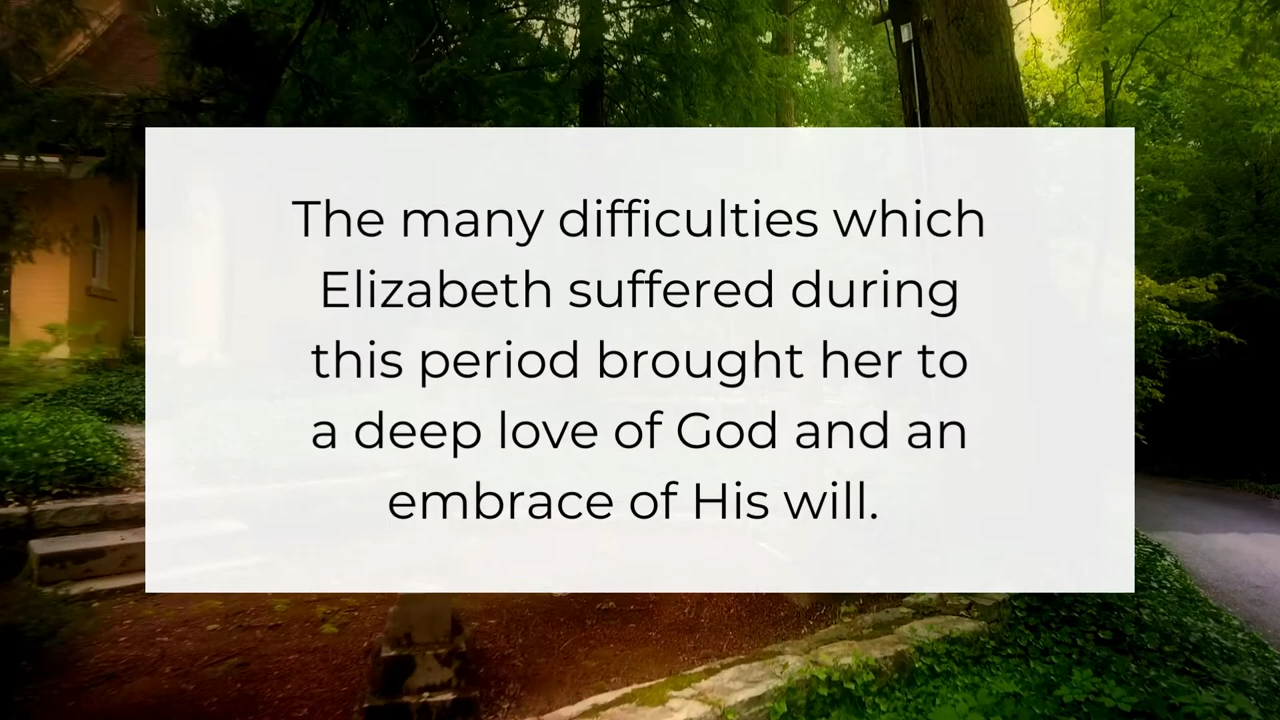 The many difficulties which
Elizabeth suffered during
this period brought her to
a deep love of God and an
embrace of His will.